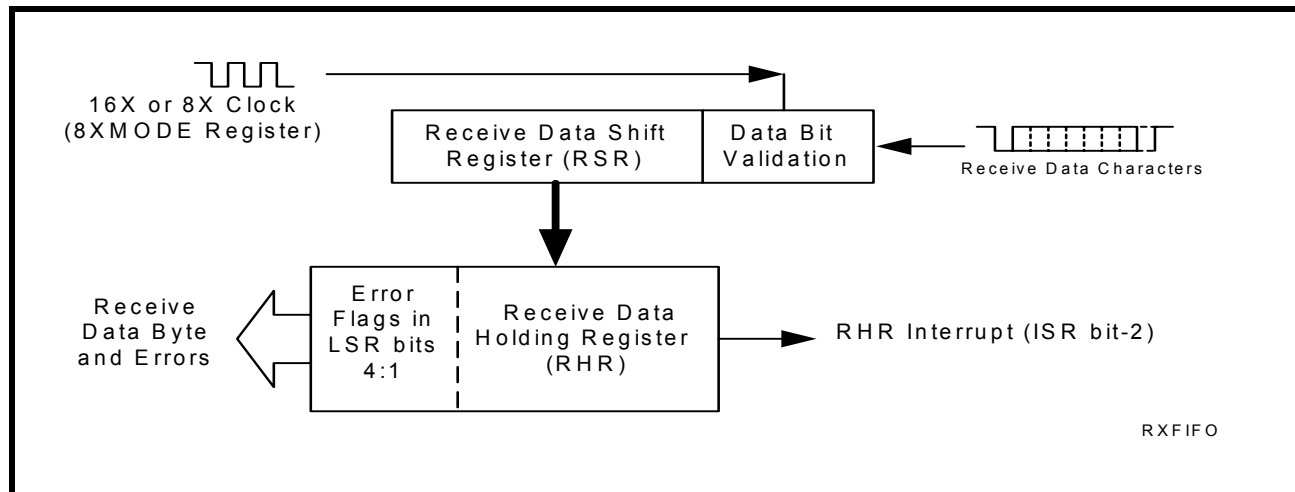 16X or 8X Clock
(8XMODE Register)
Receive Data Shift
Register (RSR)
Data Bit
Validation
Receive Data Characters
Receive
Data Byte
and Errors
Error
Flags in
LSR bits
4:1
Receive Data
Holding Register
(RHR)
RHR Interrupt (ISR bit-2)
RXFIFO